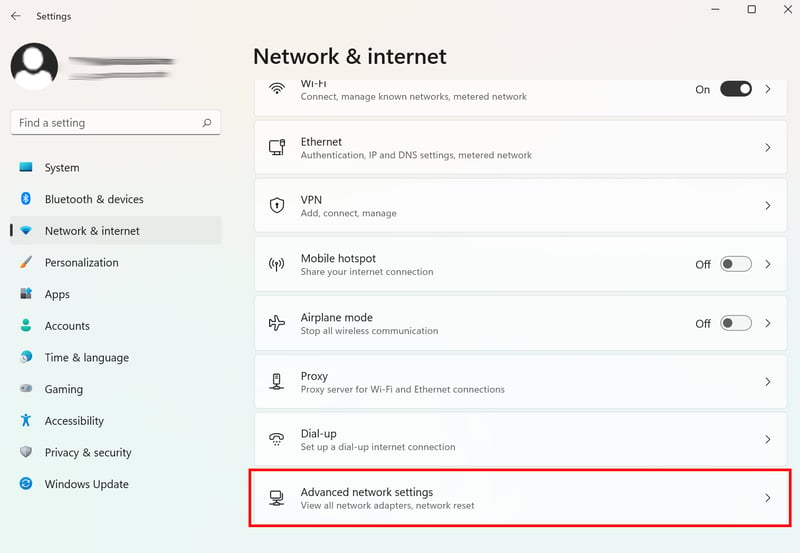 Settings
Find a setting
System
Bluetooth & devices
Network & internet
Personalization
Apps
Accounts
Time & language
Gaming
Accessibility
Privacy & security
Windows Update
Network & internet
Wi-Fi
Connect, manage known networks, metered network
On
Ethernet
Authentication, IP and DNS settings, metered network
VPN
Add, connect, manage
Mobile hotspot
Share your internet connection
Off
Airplane mode
Stop all wireless communication
Off
Proxy
Proxy server for Wi-Fi and Ethernet connections
Dial-up
Set up a dial-up internet connection
Advanced network settings
View all network adapters, network reset